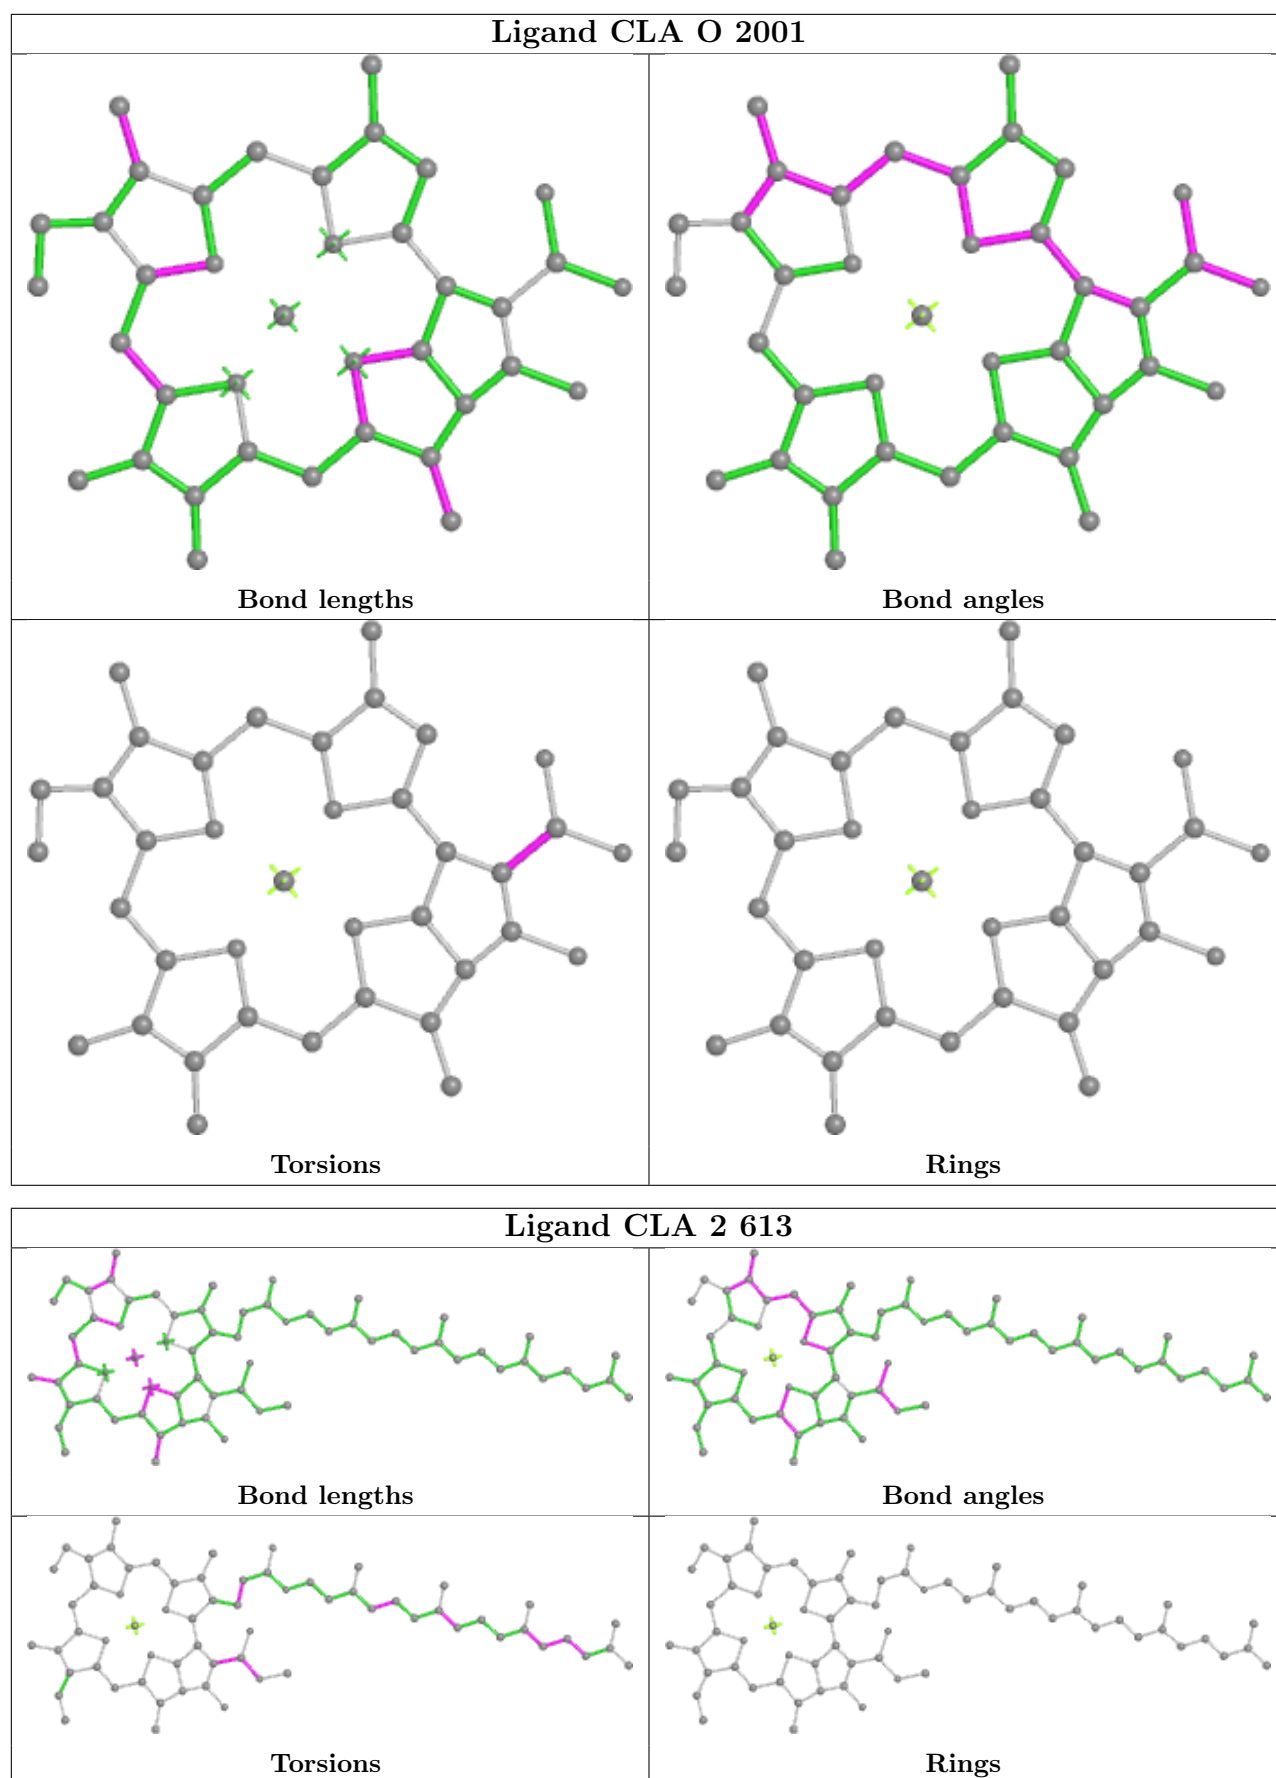 Ligand CLA O 2001
Bond lengths
Bond angles
Torsions
Rings
Ligand CLA 2 613
Bond lengths
Bond angles
Torsions
Rings